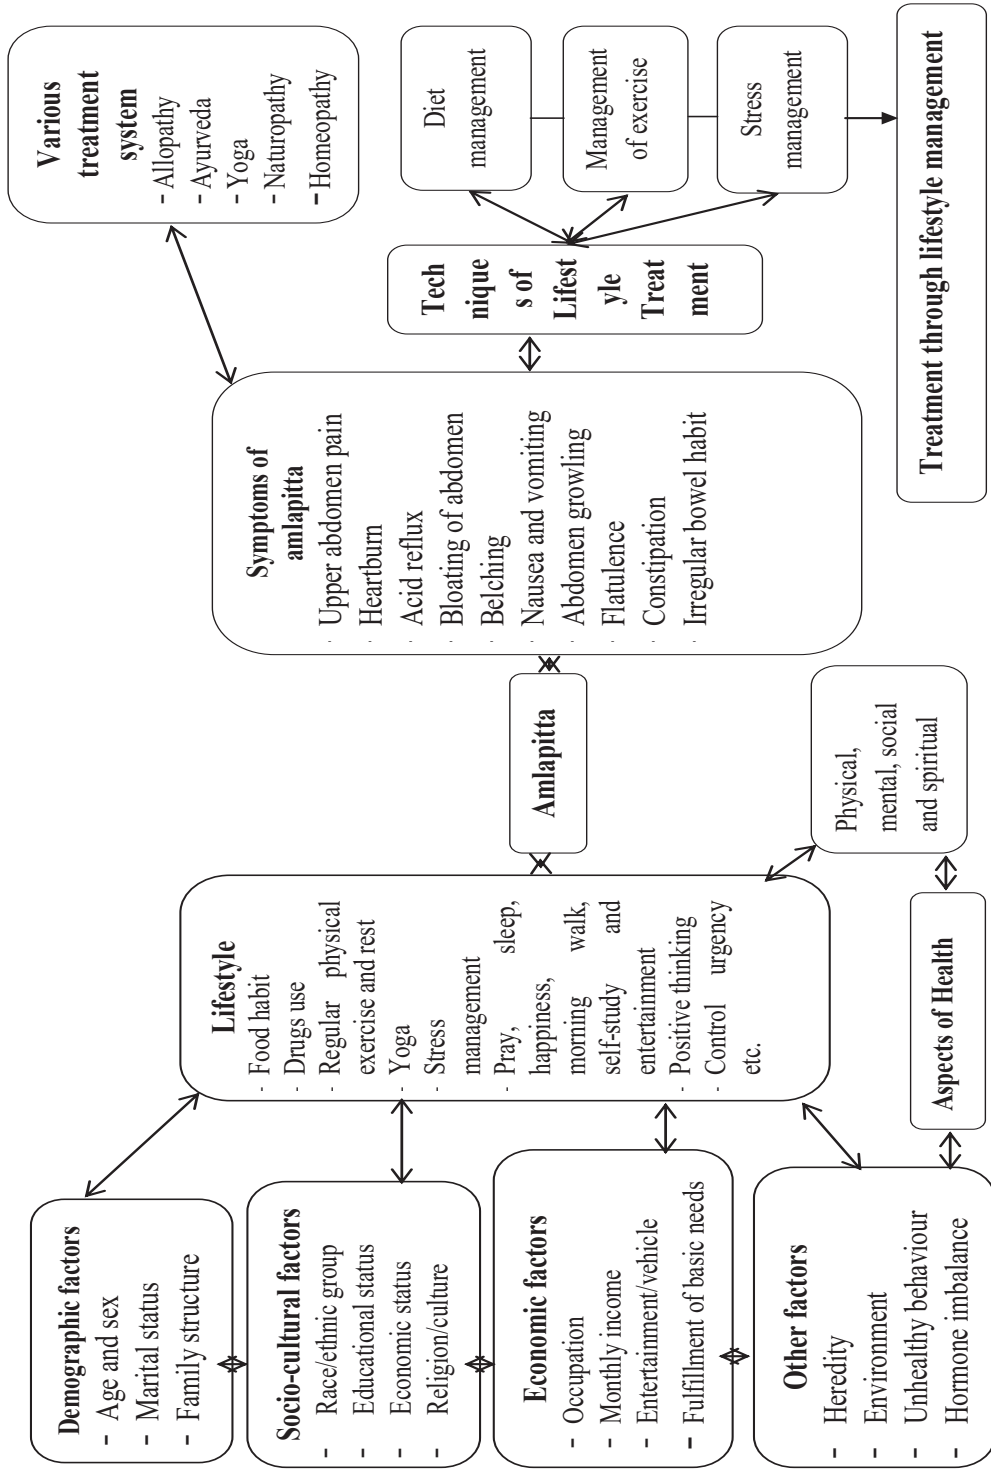 Demographic factors
- Age and sex
- Marital status
- Family structure
Socio-cultural factors
- Race/ethnic group
- Educational status
- Economic status
- Religion/culture
Economic factors
- Occupation
- Monthly income
- Entertainment/vehicle
- Fulfillment of basic needs
Other factors
- Heredity
- Environment
- Unhealthy behaviour
- Hormone imbalance
Lifestyle
- Food habit
- Drugs use
- Regular physical
exercise and rest
- Yoga
- Stress
management
- Pray, sleep,
happiness,
morning walk,
self-study and
entertainment
- Positive thinking
- Control urgency
etc.
Aspects of Health
Physical,
mental, social
and spiritual
Amlapitta
Symptoms of
amlapitta
- Upper abdomen pain
- Heartburn
- Acid reflux
- Bloating of abdomen
- Belching
- Nausea and vomiting
- Abdomen growling
- Flatulence
- Constipation
- Irregular bowel habit
Various
treatment
system
- Allopathy
- Ayurveda
- Yoga
- Naturopathy
- Homeopathy
Tech
nique
s of
Lifest
yle
Treat
ment
Diet
management
Management
of exercise
Stress
management
Treatment through lifestyle management